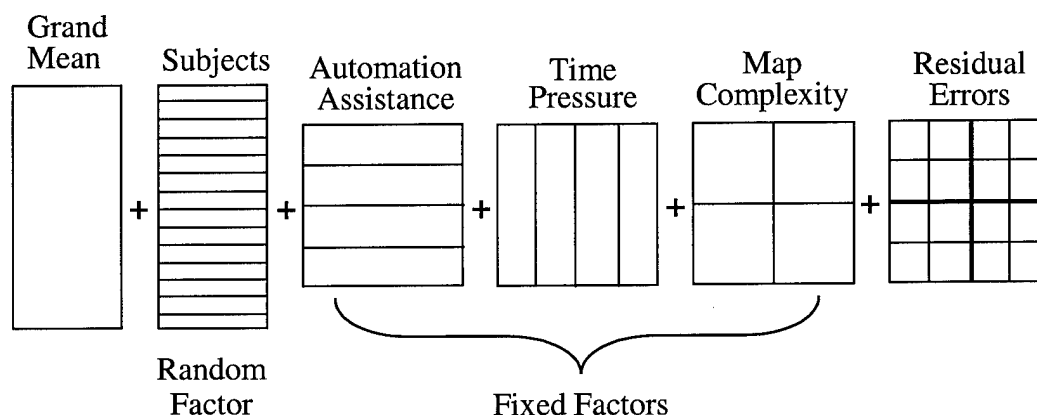 Grand
Mean
Subjects
Automation
Assistance
Time
Pressure
Map
Complexity
Residual
Errors
+
+
+
+
+
Random
Factor
Fixed Factors